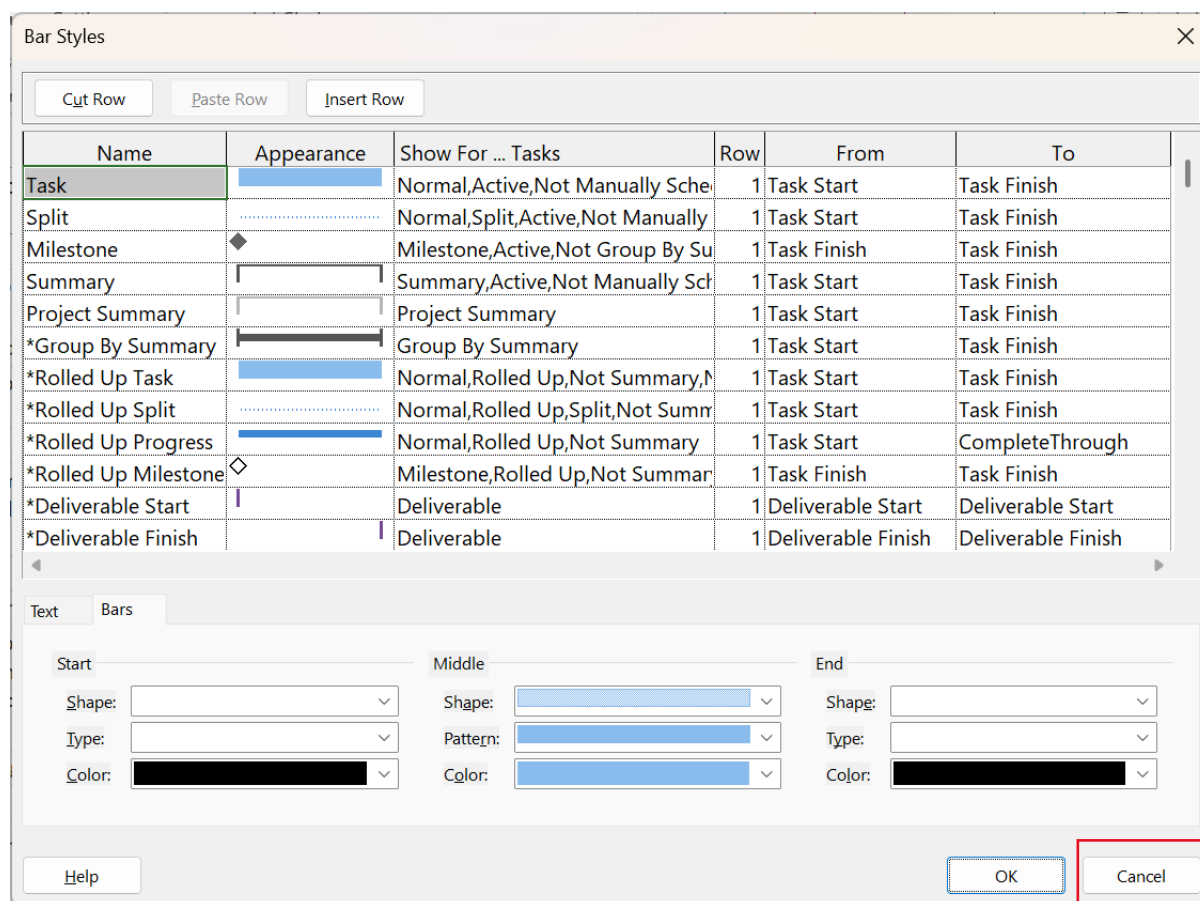 Bar Styles
Cut Row Paste Row Insert Row
Name Appearance Show For ... Tasks Row From To
Task Normal,Active,Not Manually Sche 1 Task Start Task Finish
Split Normal,Split,Active,Not Manually 1 Task Start Task Finish
Milestone Milestone,Active,Not Group By Su 1 Task Finish Task Finish
Summary Summary,Active,Not Manually Sch 1 Task Start Task Finish
Project Summary Project Summary 1 Task Start Task Finish
*Group By Summary Group By Summary 1 Task Start Task Finish
*Rolled Up Task Normal,Rolled Up,Not Summary,N 1 Task Start Task Finish
*Rolled Up Split Normal,Rolled Up,Split,Not Summ 1 Task Start Task Finish
*Rolled Up Progress Normal,Rolled Up,Not Summary 1 Task Start CompleteThrough
*Rolled Up Milestone Milestone,Rolled Up,Not Summar 1 Task Finish Task Finish
*Deliverable Start Deliverable 1 Deliverable Start Deliverable Start
*Deliverable Finish Deliverable 1 Deliverable Finish Deliverable Finish
Text Bars
Start Middle End
Shape: Shape: Shape:
Type: Pattern: Type:
Color: Color: Color:
Help OK Cancel